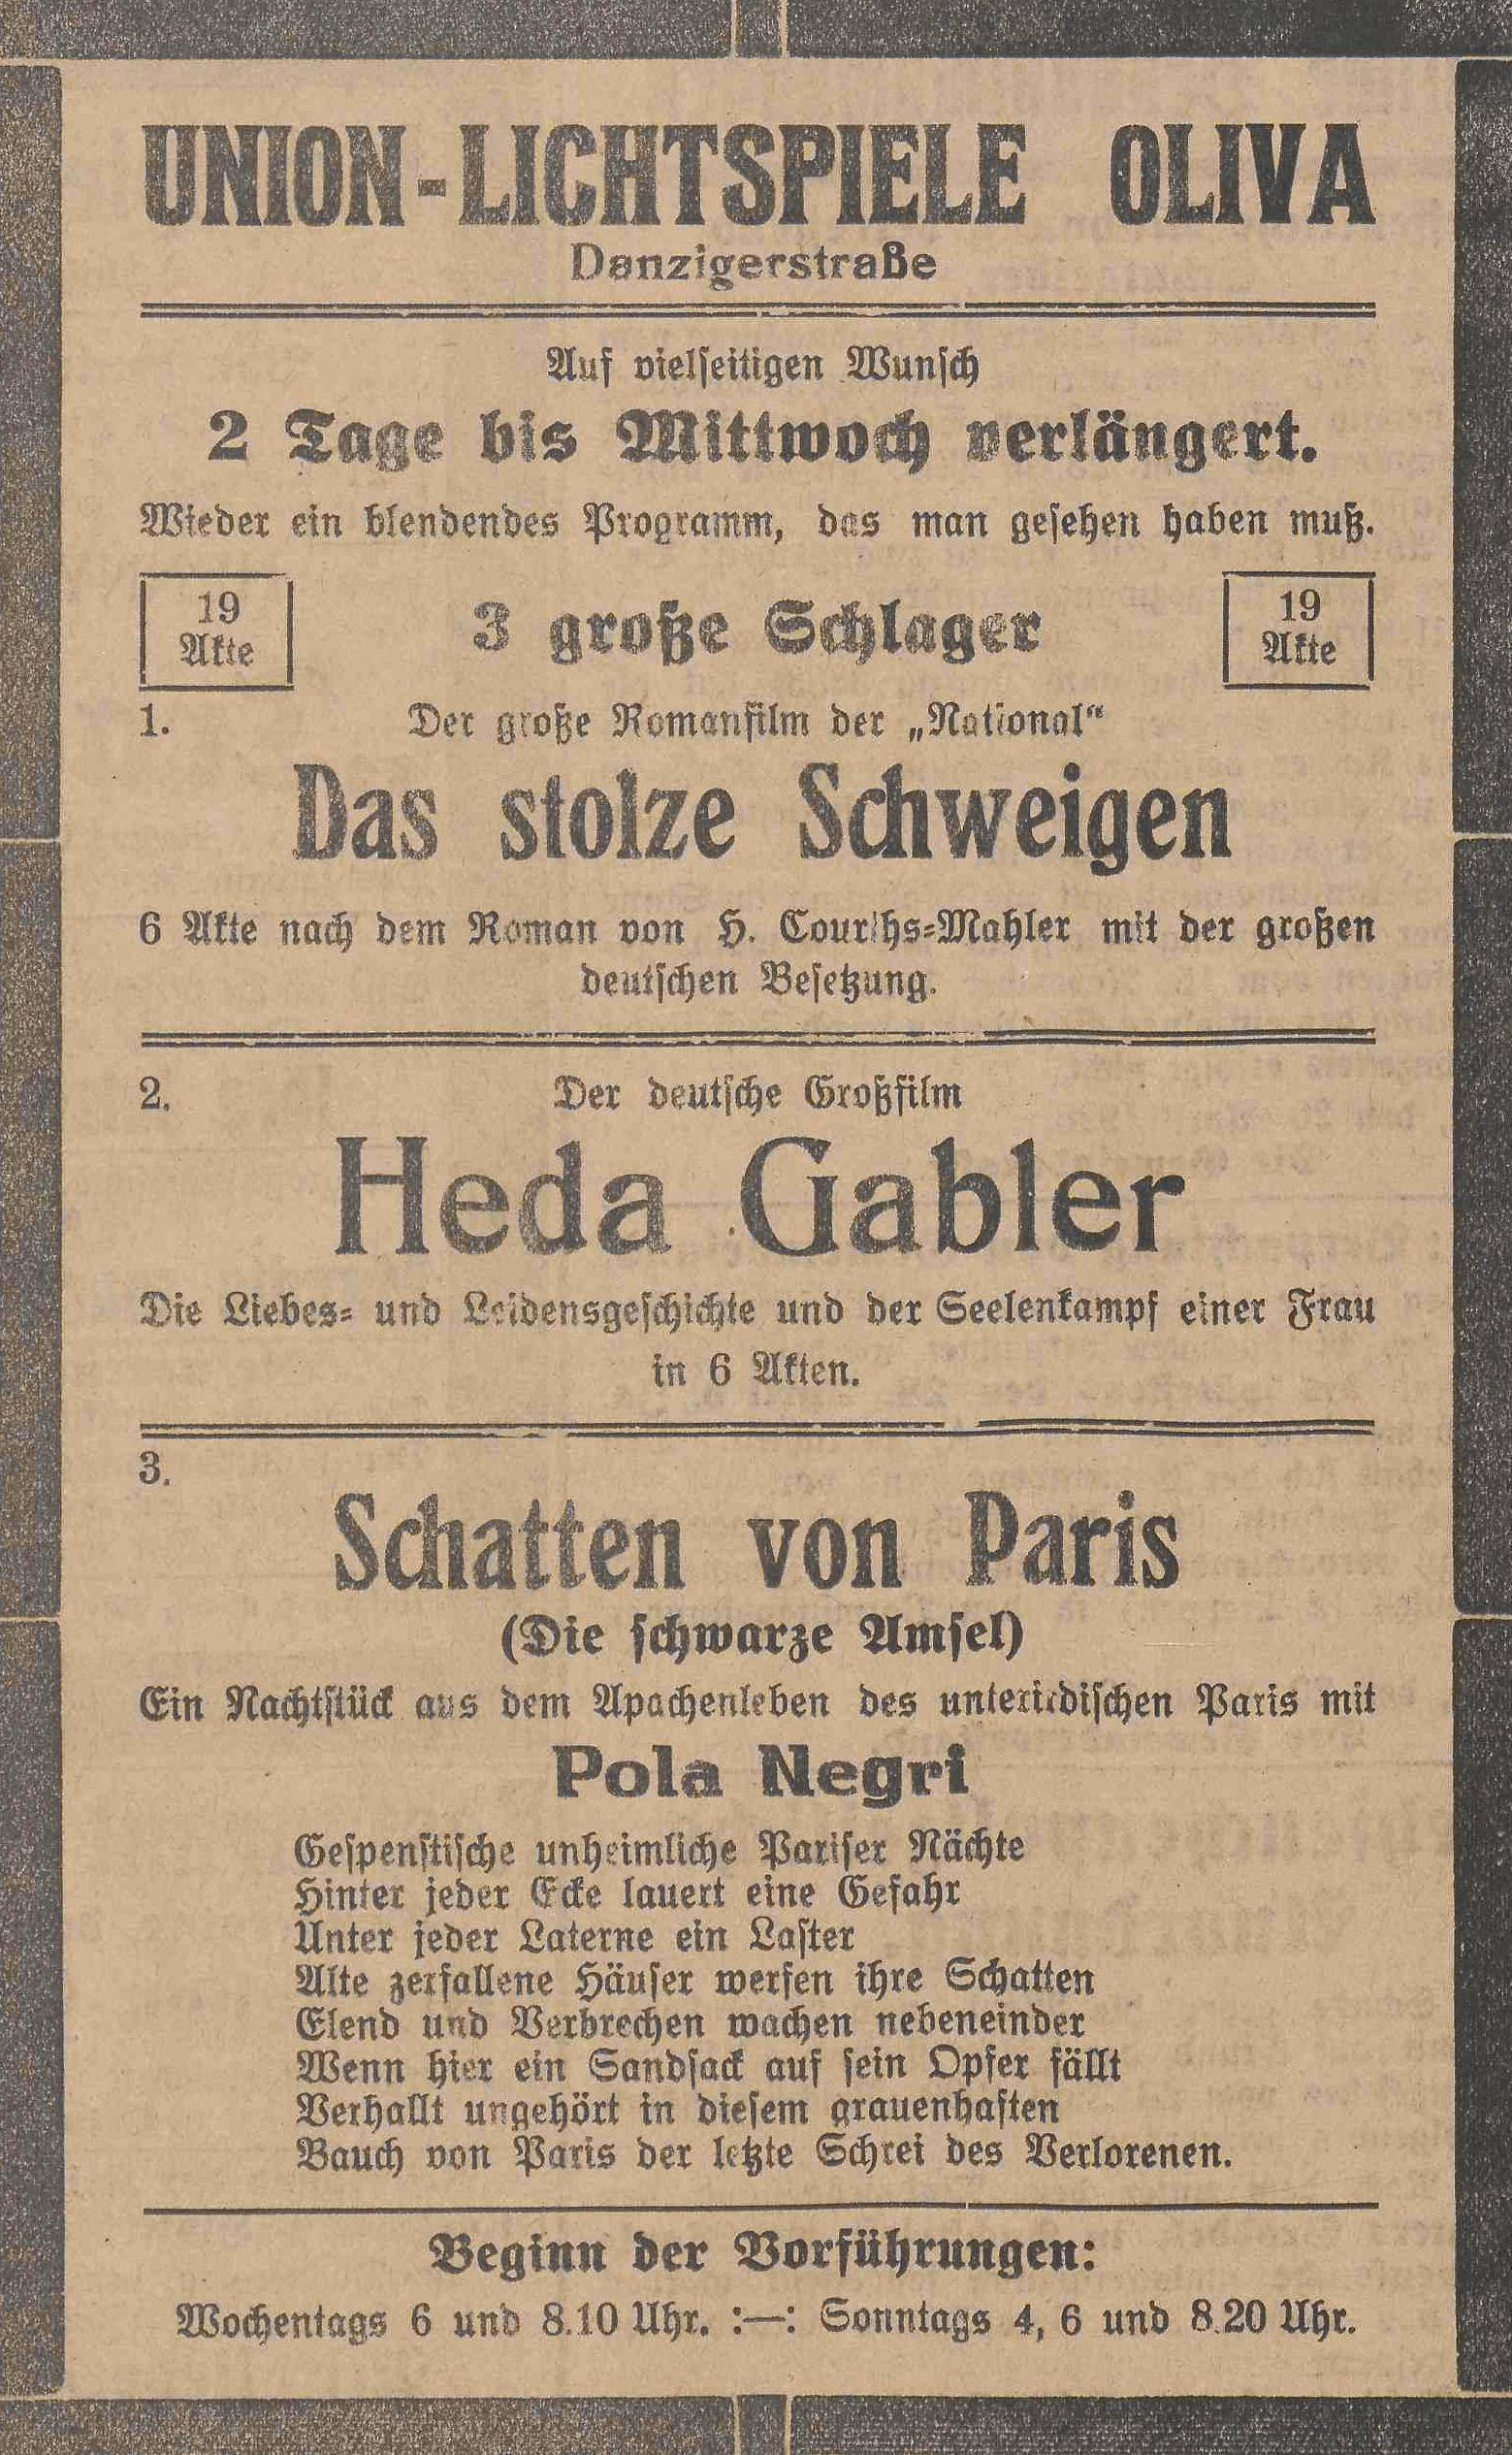 UNION-LICHTSPIELE OLIVA
Danzigerstraße
Auf vielseitigen Wunsch
2 Tage bis Mittwoch verlängert.
Wieder ein blendendes Programm, das man gesehen haben muß.
19
Akte
3 große Schlager
19
Akte
1. Der große Romanfilm der „National“
Das stolze Schweigen
6 Akte nach dem Roman von H. Courths-Mahler mit der großen
deutschen Besetzung.
2. Der deutsche Großfilm
Heda Gabler
Die Liebes- und Leidensgeschichte und der Seelenkampf einer Frau
in 6 Akten.
3.
Schatten von Paris
(Die schwarze Amsel)
Ein Nachtstück aus dem Apachenleben des unterirdischen Paris mit
Pola Negri
Gespenstische unheimliche Pariser Nächte
Hinter jeder Ecke lauert eine Gefahr
Unter jeder Laterne ein Laster
Alte zerfallene Häuser werfen ihre Schatten
Elend und Verbrechen wachen nebeneinder
Wenn hier ein Sandsack auf sein Opfer fällt
Verhallt ungehört in diesem grauenhaften
Bauch von Paris der letzte Schrei des Verlorenen.
Beginn der Vorführungen:
Wochentags 6 und 8.10 Uhr. :—: Sonntags 4, 6 und 8.20 Uhr.